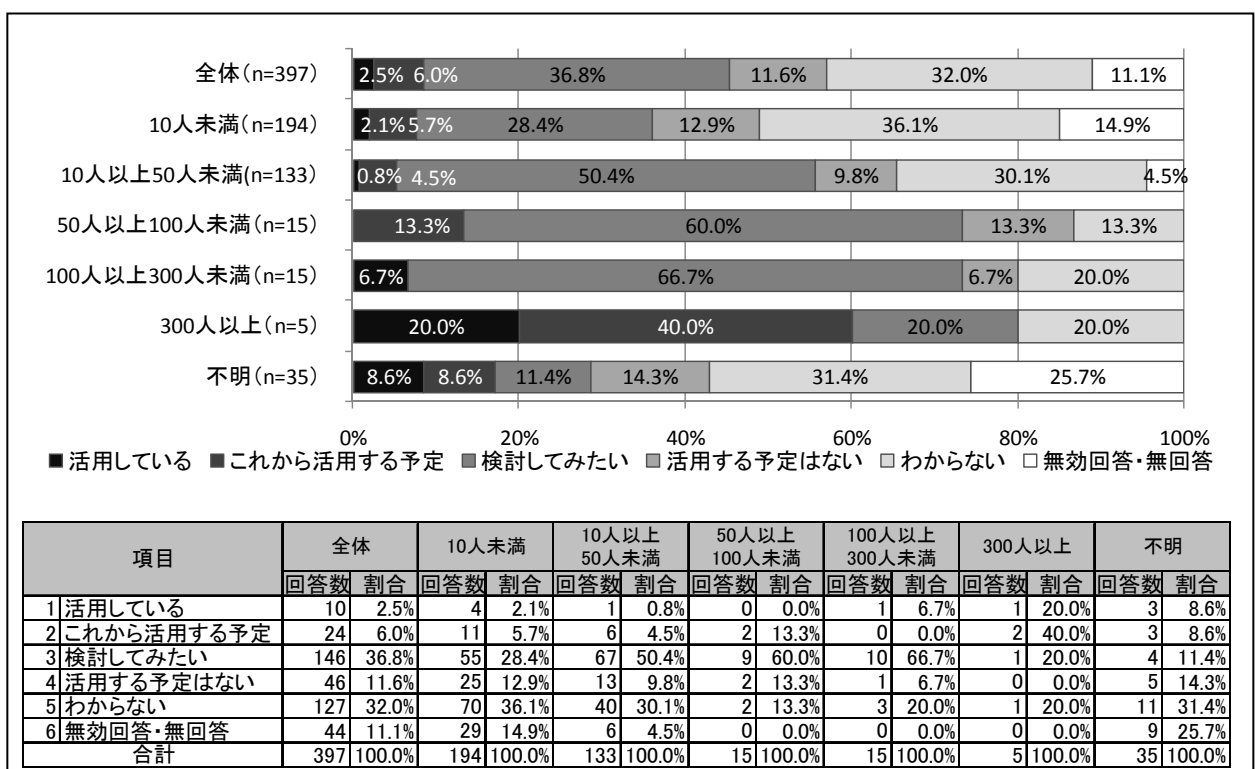 全体(n=397) 2.5% 6.0% 36.8% 11.6% 32.0% 11.1%
10人未満(n=194) 2.1% 5.7% 28.4% 12.9% 36.1% 14.9%
10人以上50人未満(n=133) 0.8% 4.5% 50.4% 9.8% 30.1% 4.5%
50人以上100人未満(n=15) 13.3% 60.0% 13.3% 13.3%
100人以上300人未満(n=15) 6.7% 66.7% 6.7% 20.0%
300人以上(n=5) 20.0% 40.0% 20.0% 20.0%
不明(n=35) 8.6% 8.6% 11.4% 14.3% 31.4% 25.7%
0% 20% 40% 60% 80% 100%
■活用している ■これから活用する予定 ■検討してみたい ■活用する予定はない □わからない □無効回答・無回答
項目 全体 10人未満 10人以上50人未満 50人以上100人未満 100人以上300人未満 300人以上 不明
回答数 割合 回答数 割合 回答数 割合 回答数 割合 回答数 割合 回答数 割合 回答数 割合
1 活用している 10 2.5% 4 2.1% 1 0.8% 0 0.0% 1 6.7% 1 20.0% 3 8.6%
2 これから活用する予定 24 6.0% 11 5.7% 6 4.5% 2 13.3% 0 0.0% 2 40.0% 3 8.6%
3 検討してみたい 146 36.8% 55 28.4% 67 50.4% 9 60.0% 10 66.7% 1 20.0% 4 11.4%
4 活用する予定はない 46 11.6% 25 12.9% 13 9.8% 2 13.3% 1 6.7% 0 0.0% 5 14.3%
5 わからない 127 32.0% 70 36.1% 40 30.1% 2 13.3% 3 20.0% 1 20.0% 11 31.4%
6 無効回答・無回答 44 11.1% 29 14.9% 6 4.5% 0 0.0% 0 0.0% 0 0.0% 9 25.7%
合計 397 100.0% 194 100.0% 133 100.0% 15 100.0% 15 100.0% 5 100.0% 35 100.0%